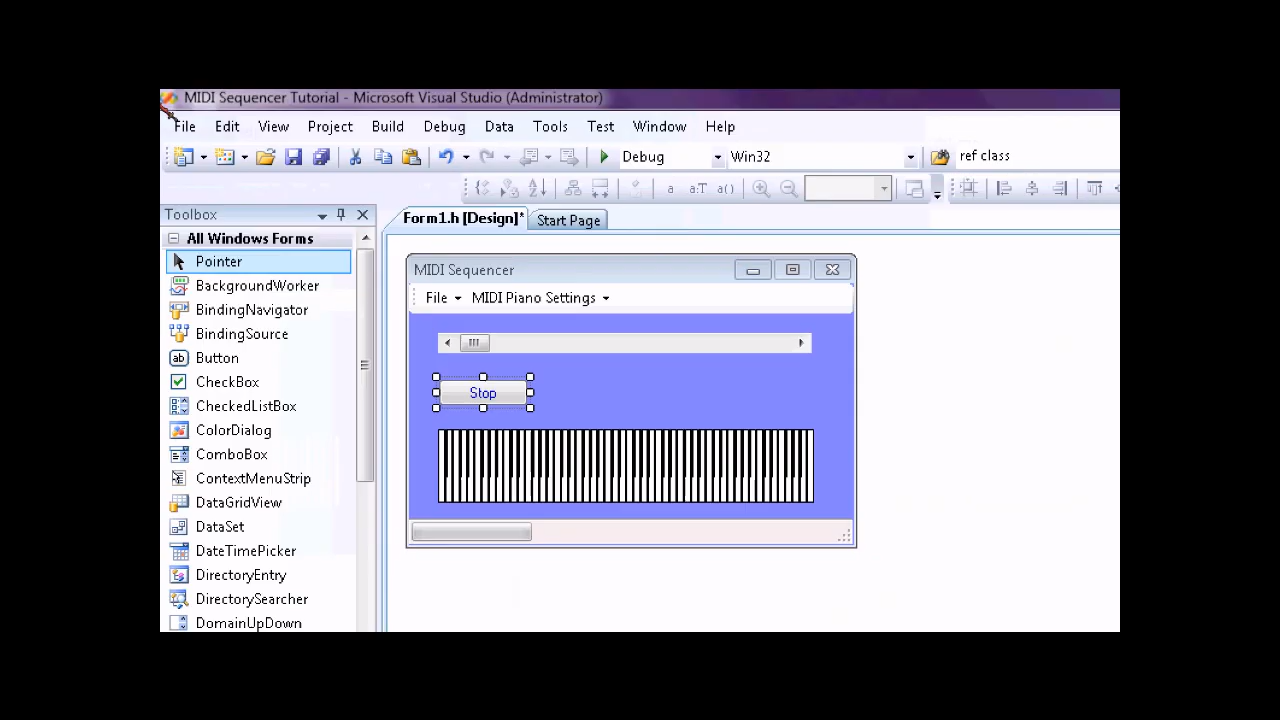 MIDI Sequencer Tutorial - Microsoft Visual Studio (Administrator)
File Edit View Project Build Debug Data Tools Test Window Help
Debug Win32 ref class
a a:T a()
Toolbox
Form1.h [Design]* Start Page
All Windows Forms
Pointer
BackgroundWorker
BindingNavigator
BindingSource
Button
CheckBox
CheckedListBox
ColorDialog
ComboBox
ContextMenuStrip
DataGridView
DataSet
DateTimePicker
DirectoryEntry
DirectorySearcher
DomainUpDown
MIDI Sequencer
File MIDI Piano Settings
Stop